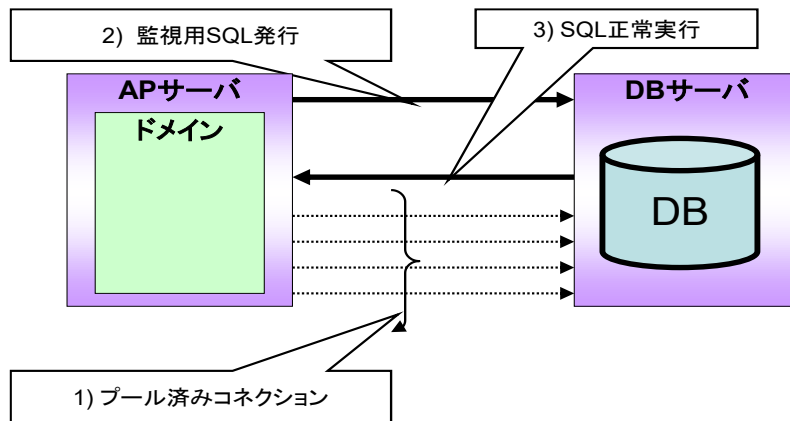 2) 監視用SQL発行
3) SQL正常実行
APサーバ
DBサーバ
ドメイン
DB
1) プール済みコネクション